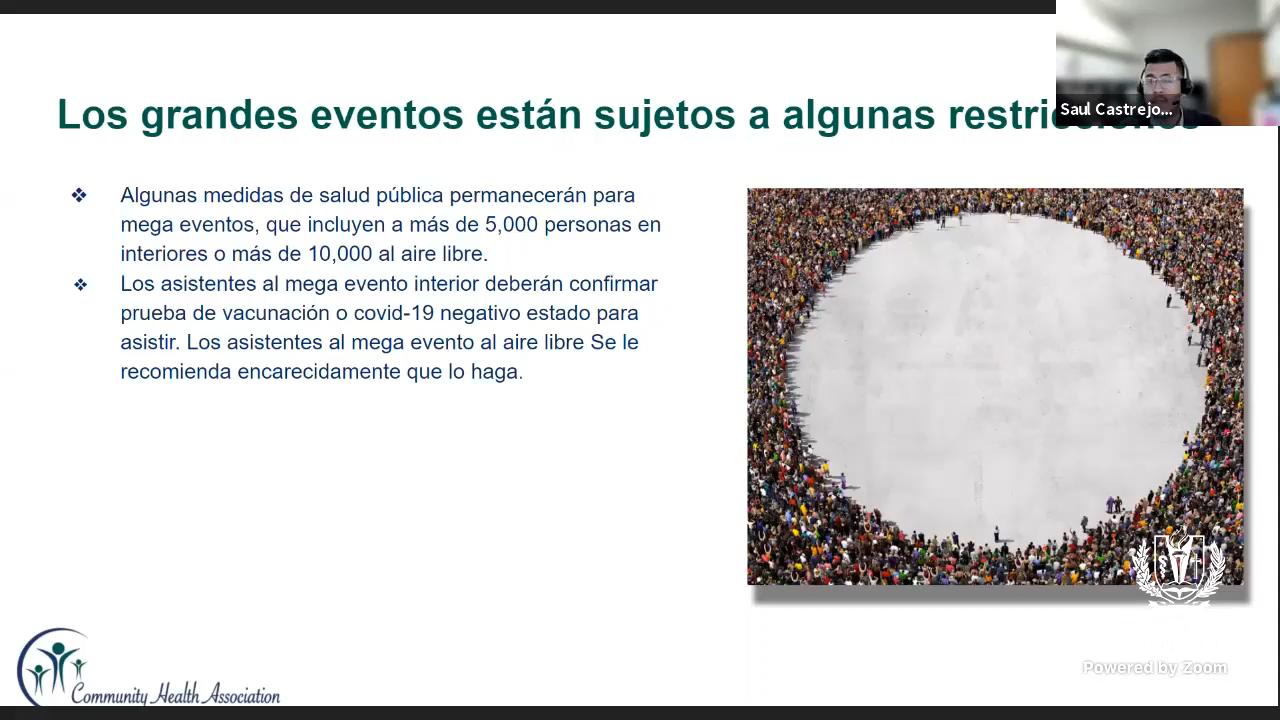 Los grandes eventos están sujetos a algunas
Saul Castrejo...
❖ Algunas medidas de salud pública permanecerán para
mega eventos, que incluyen a más de 5,000 personas en
interiores o más de 10,000 al aire libre.
❖ Los asistentes al mega evento interior deberán confirmar
prueba de vacunación o covid-19 negativo estado para
asistir. Los asistentes al mega evento al aire libre Se le
recomienda encarecidamente que lo haga.
Community Health Association
Powered by Zoom